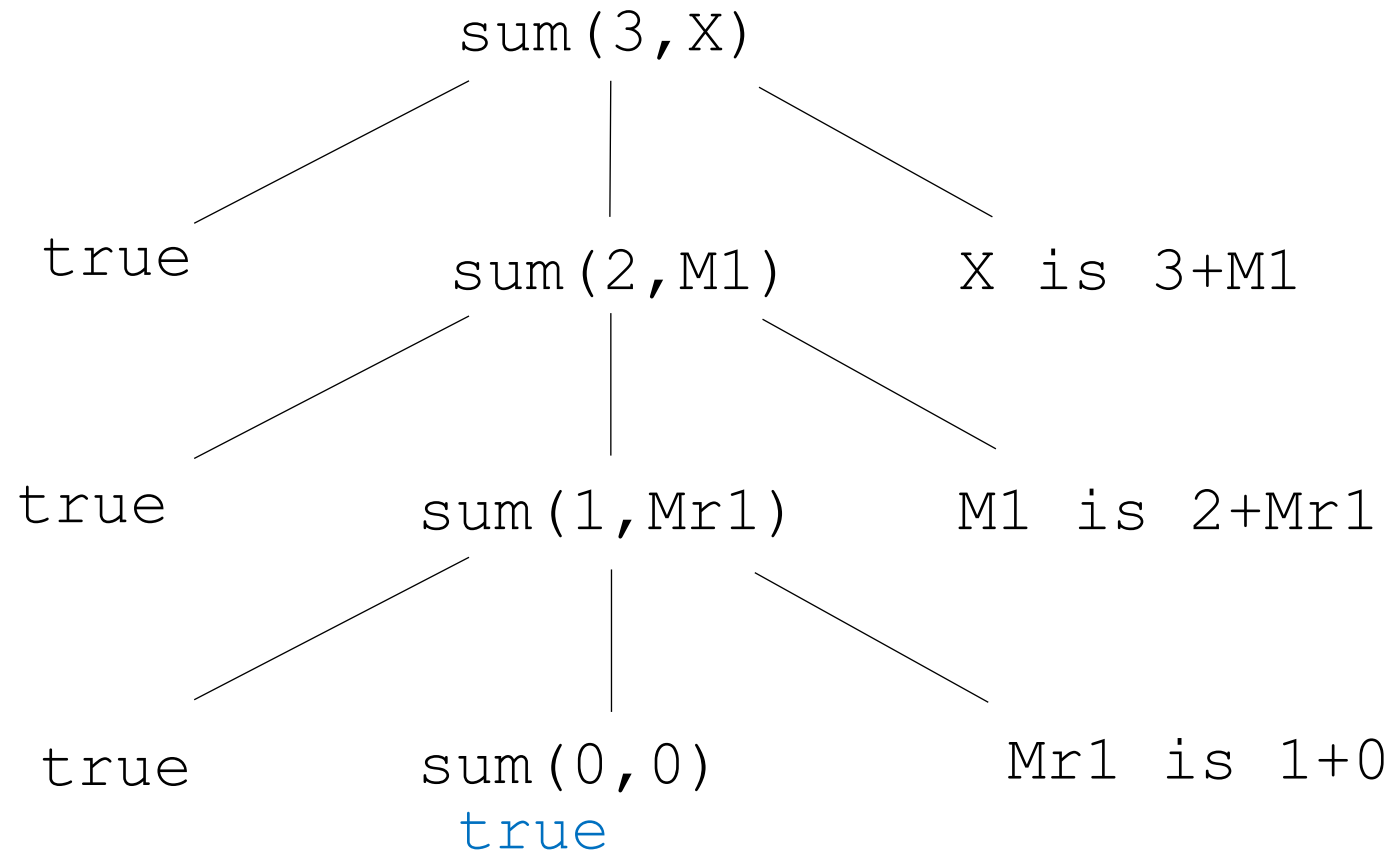 sum(3,X)
true sum(2,M1) X is 3+M1
true sum(1,Mr1) M1 is 2+Mr1
true sum(0,0) Mr1 is 1+0
true